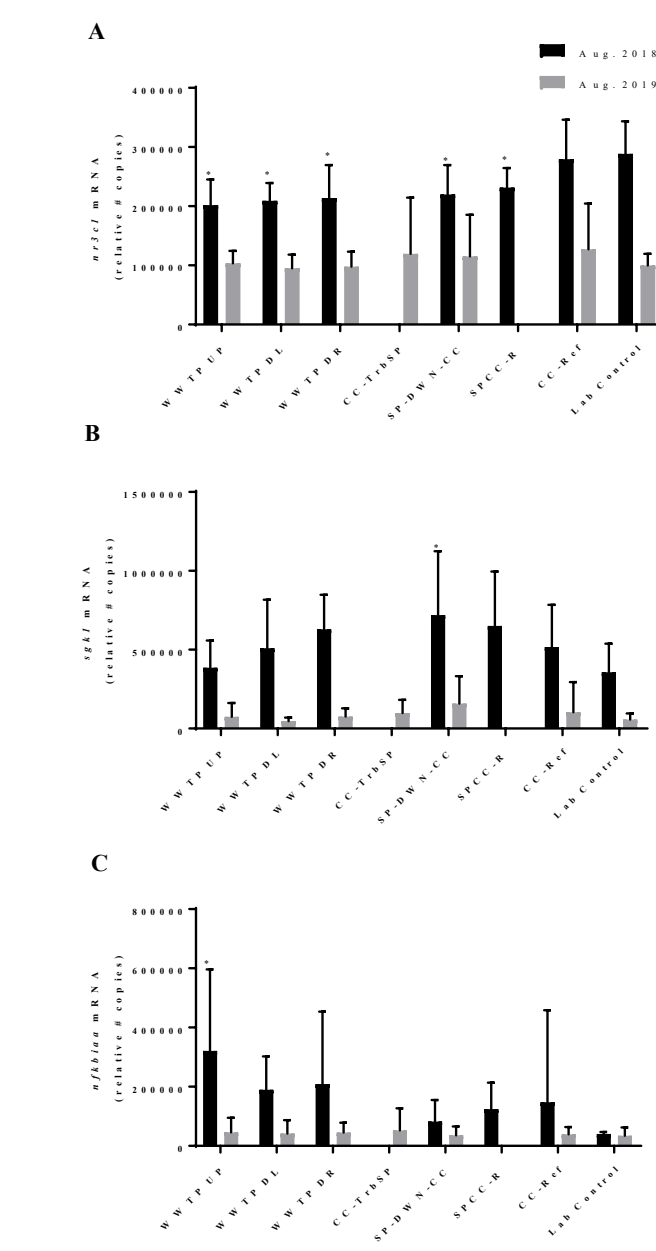 A
Aug. 2018
Aug. 2019
nr3c1 mRNA
(relative # copies)
400000
300000
200000
100000
0
* * * * *
WWTP UP
WWTP DL
WWTP DR
CC-TrbSP
SP-DWN-CC
SPCC-R
CC-Ref
Lab Control
B
sgk1 mRNA
(relative # copies)
1500000
1000000
500000
0
*
WWTP UP
WWTP DL
WWTP DR
CC-TrbSP
SP-DWN-CC
SPCC-R
CC-Ref
Lab Control
C
nfkbiaa mRNA
(relative # copies)
800000
600000
400000
200000
0
*
WWTP UP
WWTP DL
WWTP DR
CC-TrbSP
SP-DWN-CC
SPCC-R
CC-Ref
Lab Control